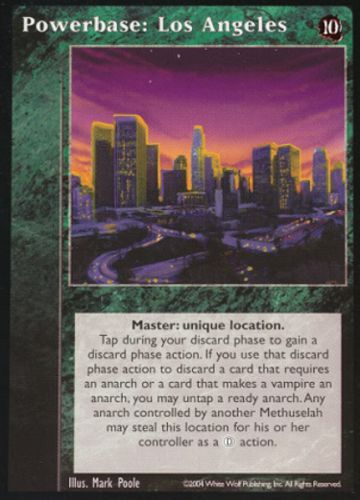 Powerbase: Los Angeles 10
Master: unique location.
Tap during your discard phase to gain a
discard phase action. If you use that discard
phase action to discard a card that requires
an anarch or a card that makes a vampire an
anarch, you may untap a ready anarch. Any
anarch controlled by another Methuselah
may steal this location for his or her
controller as a Ⓓ action.
Illus. Mark Poole
©2004 White Wolf Publishing, Inc. All Rights Reserved.